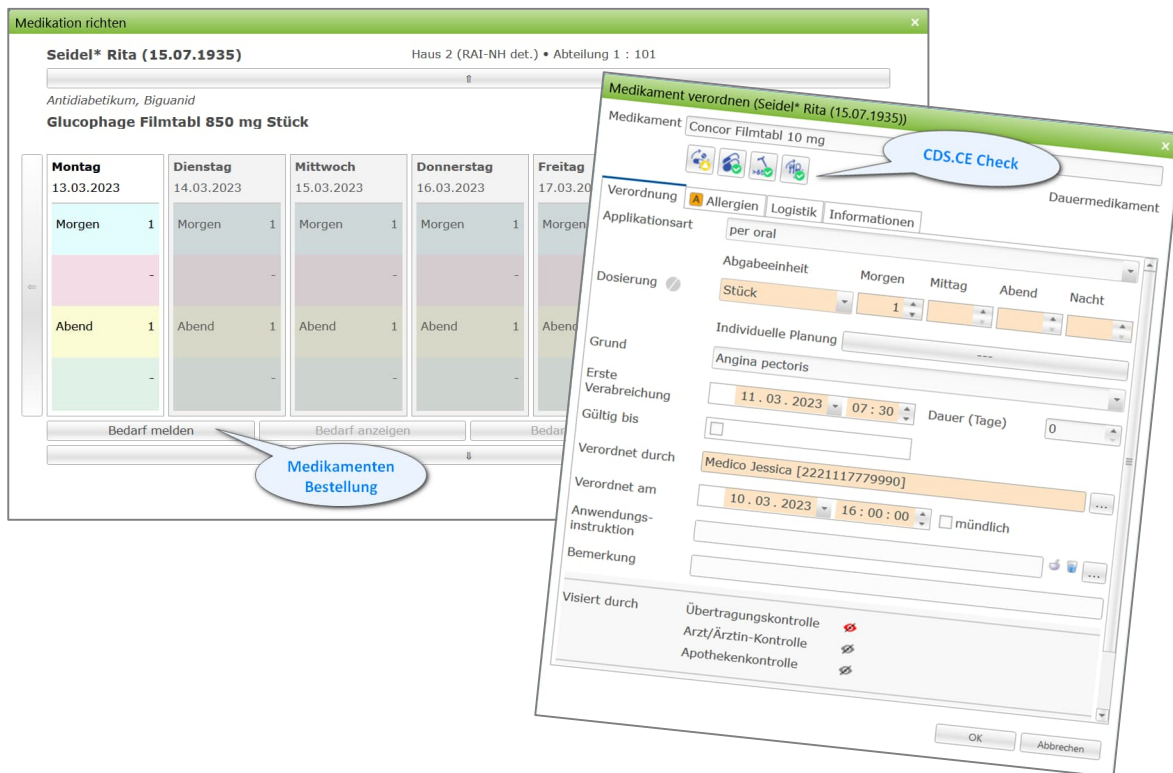 Medikation richten
Seidel* Rita (15.07.1935)
Haus 2 (RAI-NH det.) • Abteilung 1 : 101
Antidiabetikum, Biguanid
Glucophage Filmtabl 850 mg Stück
Montag Dienstag Mittwoch Donnerstag Freitag
13.03.2023 14.03.2023 15.03.2023 16.03.2023 17.03.20
Morgen 1 Morgen 1 Morgen 1 Morgen 1 Morgen
- - - -
Abend 1 Abend 1 Abend 1 Abend 1 Abend
- - - -
Bedarf melden Bedarf anzeigen Bedar
Medikamenten
Bestellung
Medikament verordnen (Seidel* Rita (15.07.1935))
Medikament Concor Filmtabl 10 mg
CDS.CE Check
Dauermedikament
Verordnung A Allergien Logistik Informationen
Applikationsart per oral
Abgabeeinheit Morgen Mittag Abend Nacht
Dosierung Stück 1
Individuelle Planung ---
Grund Angina pectoris
Erste
Verabreichung 11.03.2023 07:30 Dauer (Tage) 0
Gültig bis
Verordnet durch Medico Jessica [2221117779990]
...
Verordnet am 10.03.2023 16:00:00 mündlich
Anwendungs-
instruktion
...
Bemerkung
Visiert durch Übertragungskontrolle
Arzt/Ärztin-Kontrolle
Apothekenkontrolle
OK Abbrechen